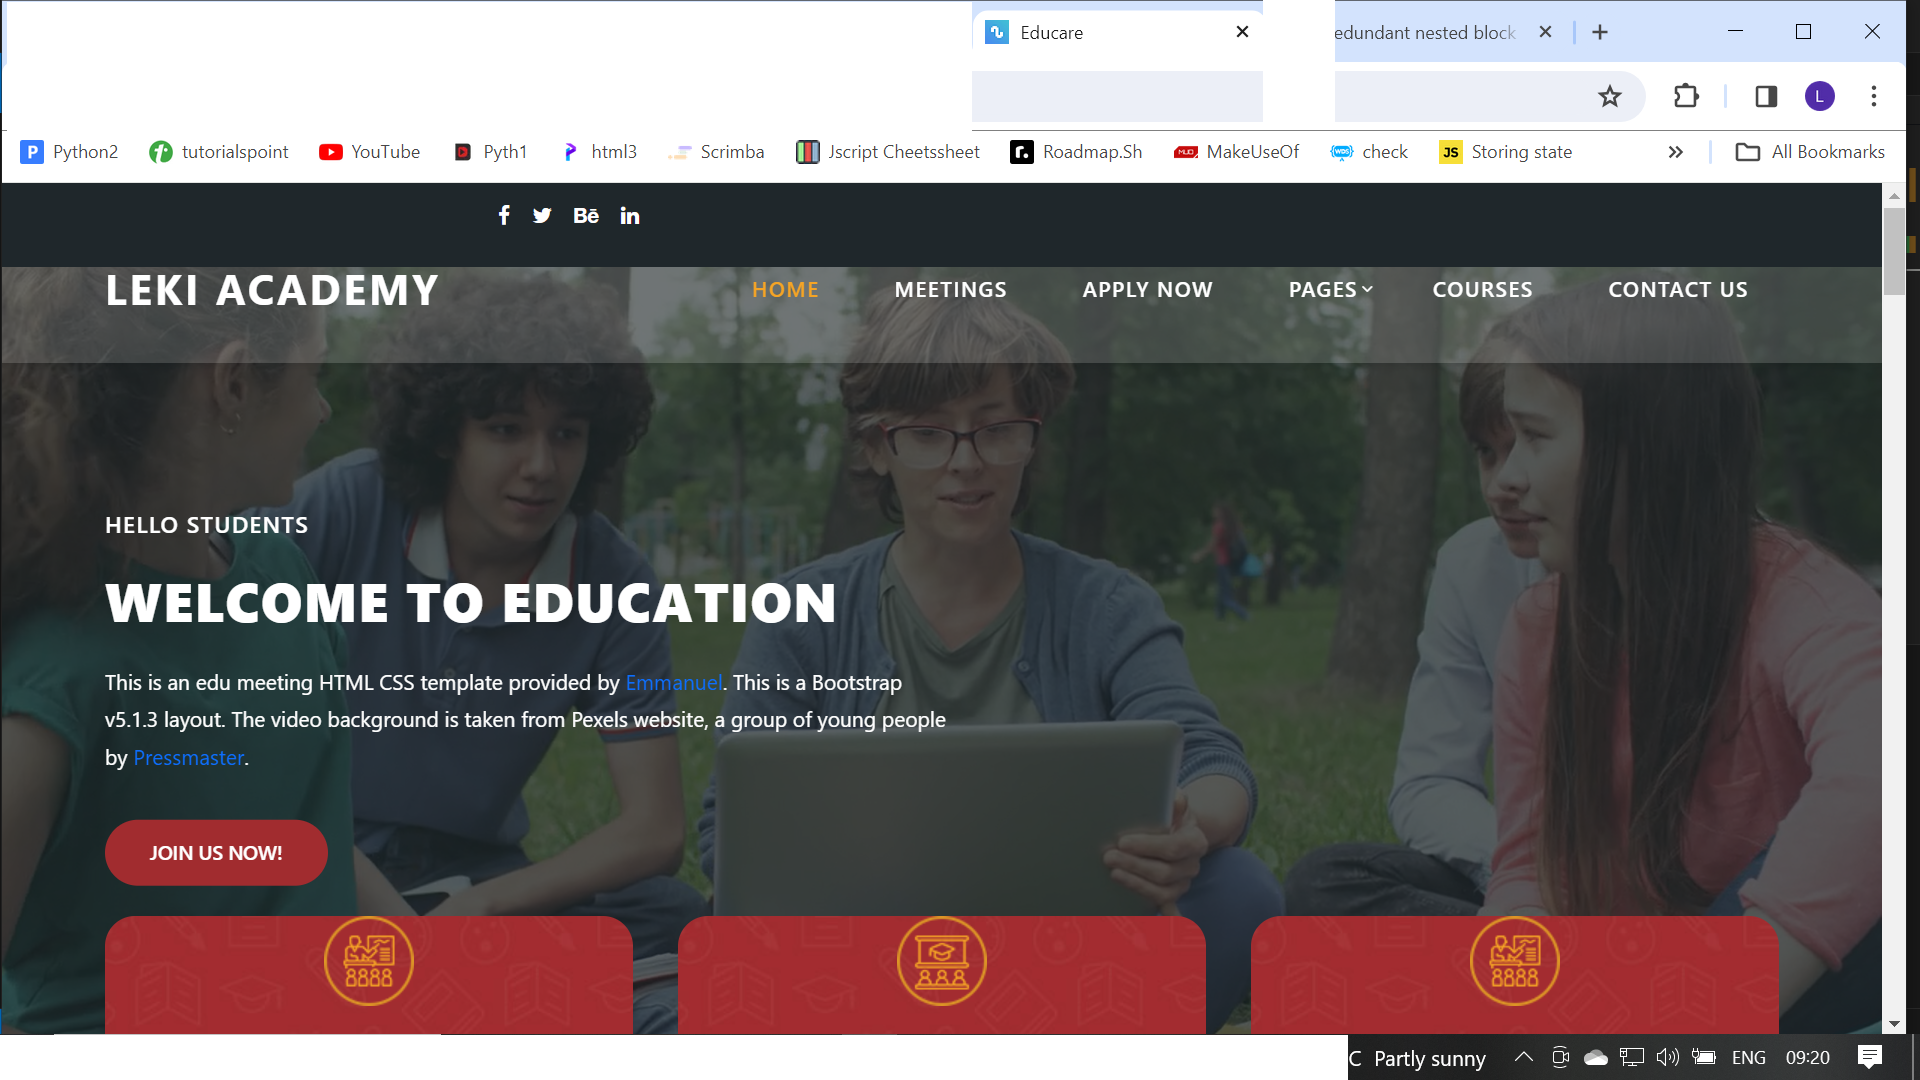 Educare
edundant nested block
L
Python2
tutorialspoint
YouTube
Pyth1
html3
Scrimba
Jscript Cheetssheet
Roadmap.Sh
MakeUseOf
check
JS Storing state
All Bookmarks
LEKI ACADEMY
HOME
MEETINGS
APPLY NOW
PAGES
COURSES
CONTACT US
HELLO STUDENTS
WELCOME TO EDUCATION
This is an edu meeting HTML CSS template provided by Emmanuel. This is a Bootstrap
v5.1.3 layout. The video background is taken from Pexels website, a group of young people
by Pressmaster.
JOIN US NOW!
C Partly sunny
ENG
09:20